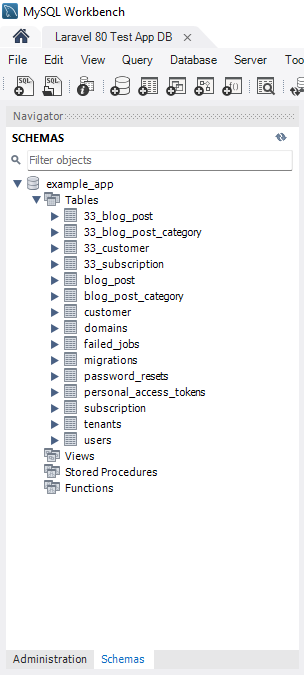 MySQL Workbench
Laravel 80 Test App DB ×
File Edit View Query Database Server Too
SQL SQL
Navigator
SCHEMAS
Filter objects
example_app
Tables
33_blog_post
33_blog_post_category
33_customer
33_subscription
blog_post
blog_post_category
customer
domains
failed_jobs
migrations
password_resets
personal_access_tokens
subscription
tenants
users
Views
Stored Procedures
Functions
Administration Schemas